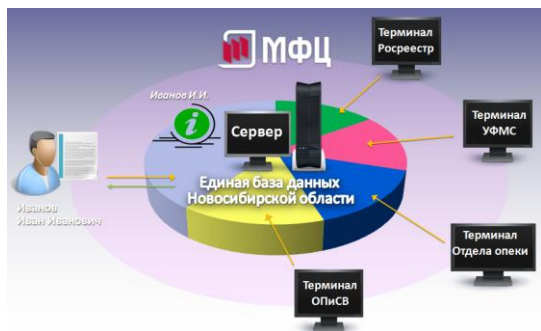 МФЦ
Терминал
Росреестр
Иванов И.И.
Сервер
Терминал
УФМС
Единая база данных
Новосибирской области
Иванов
Иван Иванович
Терминал
Отдела опеки
Терминал
ОПиСВ